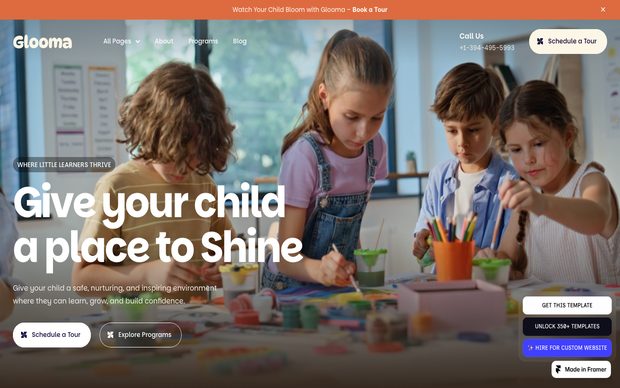 Watch Your Child Bloom with Glooma – Book a Tour
Glooma
All Pages
About
Programs
Blog
Call Us
+1-394-495-5993
Schedule a Tour
WHERE LITTLE LEARNERS THRIVE
Give your child
a place to Shine
Give your child a safe, nurturing, and inspiring environment
where they can learn, grow, and build confidence.
Schedule a Tour
Explore Programs
GET THIS TEMPLATE
UNLOCK 350+ TEMPLATES
HIRE FOR CUSTOM WEBSITE
Made in Framer